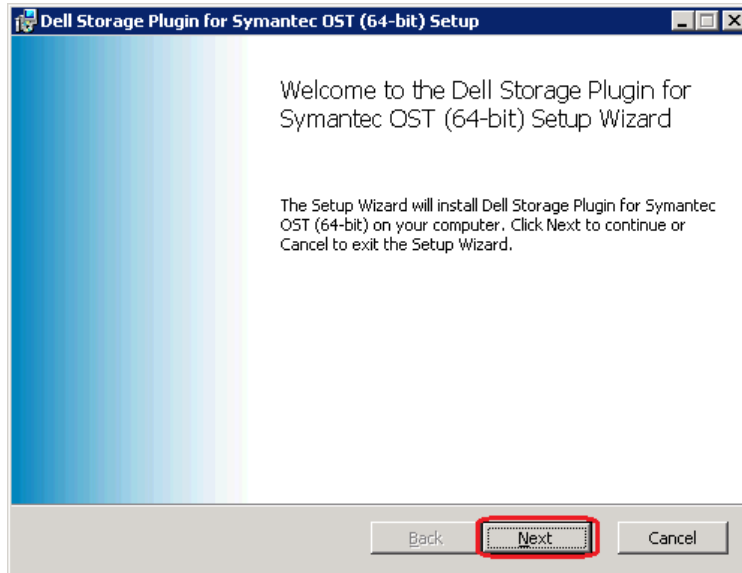 Dell Storage Plugin for Symantec OST (64-bit) Setup
Welcome to the Dell Storage Plugin for
Symantec OST (64-bit) Setup Wizard
The Setup Wizard will install Dell Storage Plugin for Symantec
OST (64-bit) on your computer. Click Next to continue or
Cancel to exit the Setup Wizard.
Back
Next
Cancel